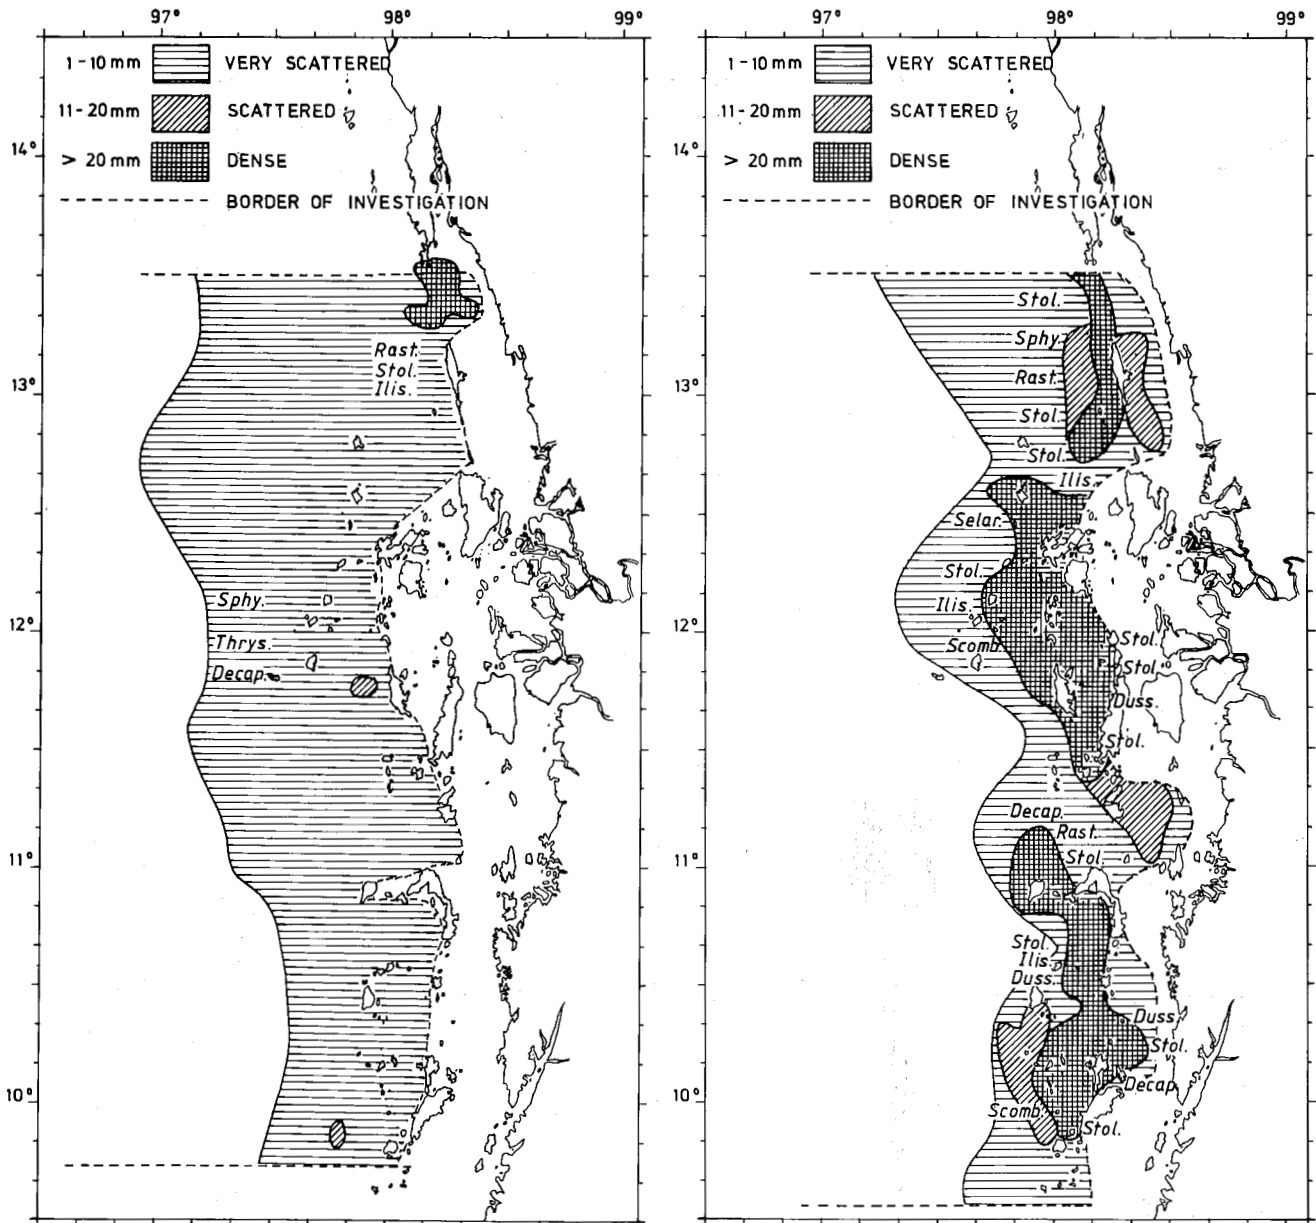 97° 98° 99°
1-10 mm VERY SCATTERED
11-20 mm SCATTERED
14°
> 20 mm DENSE
BORDER OF INVESTIGATION
Rast.
Stol.
Ilis.
13°
Sphy.
12°
Thrys.
Decap.
11°
10°
97° 98° 99°
1-10 mm VERY SCATTERED
11-20 mm SCATTERED
14°
> 20 mm DENSE
BORDER OF INVESTIGATION
Stol.
Sphy.
Rast.
13°
Stol.
Stol.
Ilis.
Selar.
Stol.
Ilis.
12°
Stol.
Scomb.
Stol.
Duss.
Stol.
Decap.
Rast.
Stol.
11°
Stol.
Ilis.
Duss.
Duss.
Stol.
Decap.
10°
Scomb.
Stol.